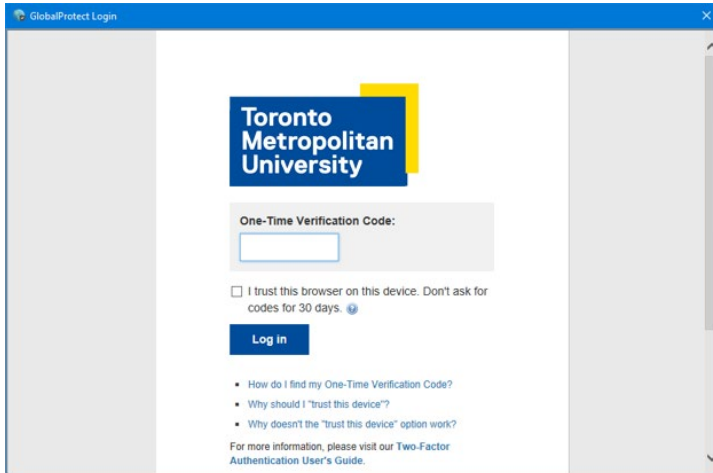 GlobalProtect Login
Toronto
Metropolitan
University
One-Time Verification Code:
I trust this browser on this device. Don't ask for
codes for 30 days.
Log in
How do I find my One-Time Verification Code?
Why should I "trust this device"?
Why doesn't the "trust this device" option work?
For more information, please visit our Two-Factor
Authentication User's Guide.